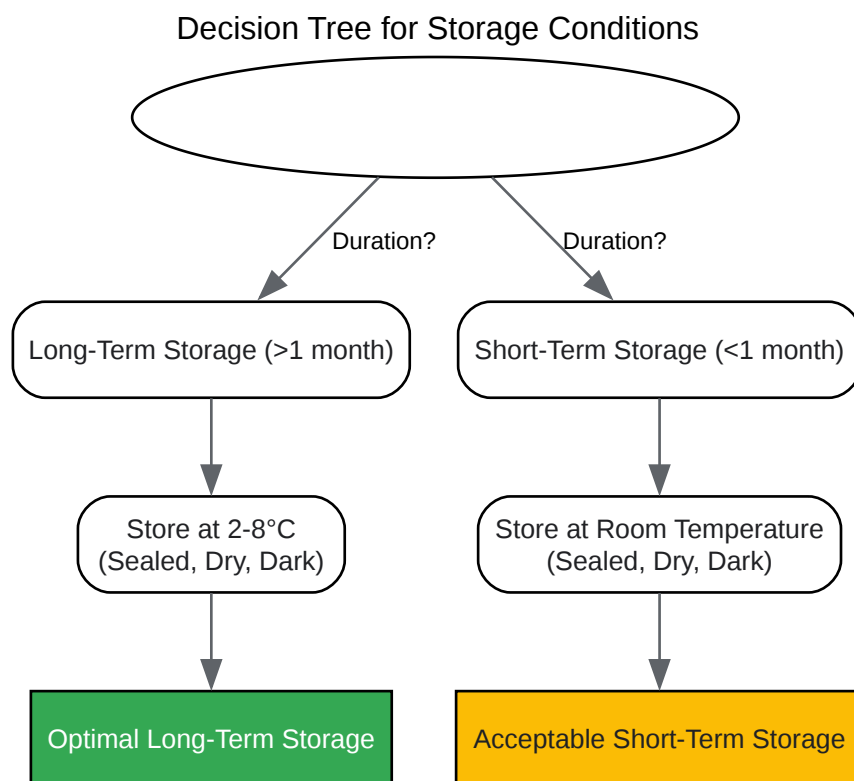 Decision Tree for Storage Conditions
Duration?
Duration?
Long-Term Storage (>1 month)
Short-Term Storage (<1 month)
Store at 2-8°C
(Sealed, Dry, Dark)
Store at Room Temperature
(Sealed, Dry, Dark)
Optimal Long-Term Storage
Acceptable Short-Term Storage